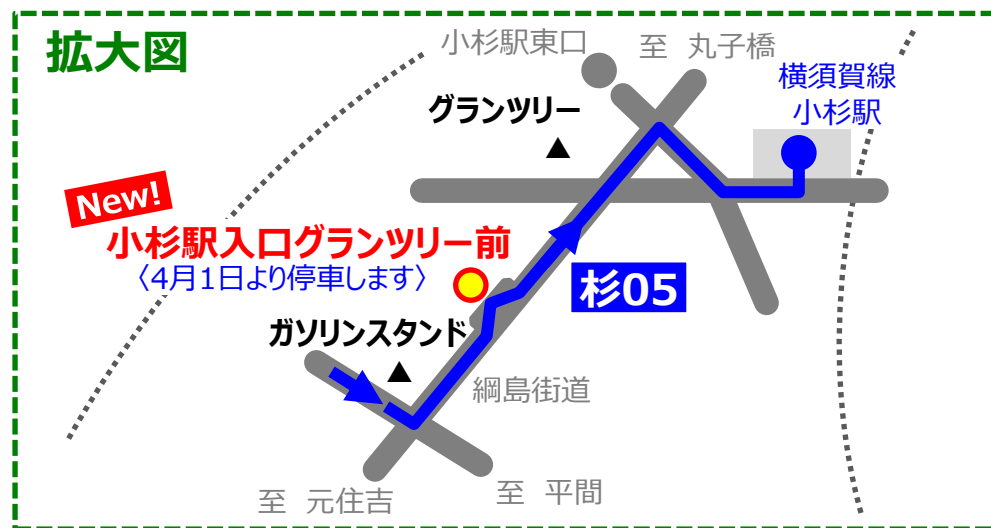 拡大図
小杉駅東口
至 丸子橋
横須賀線
小杉駅
グランツリー
New!
小杉駅入口グランツリー前
〈4月1日より停車します〉
杉05
ガソリンスタンド
綱島街道
至 元住吉
至 平間